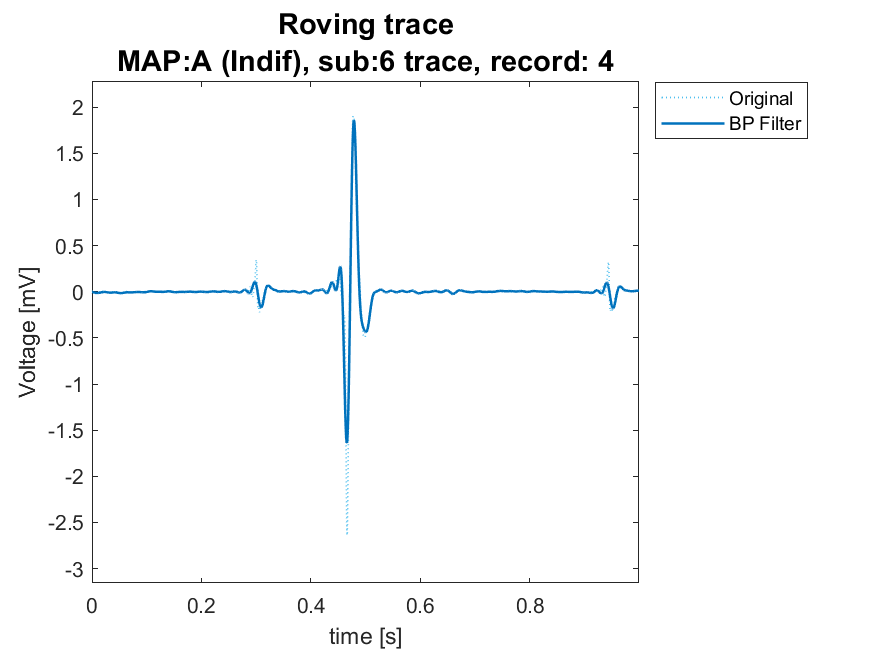 Roving trace
MAP:A (Indif), sub:6 trace, record: 4
Original
BP Filter
2
1.5
1
0.5
0
-0.5
-1
-1.5
-2
-2.5
-3
Voltage [mV]
0
0.2
0.4
0.6
0.8
time [s]